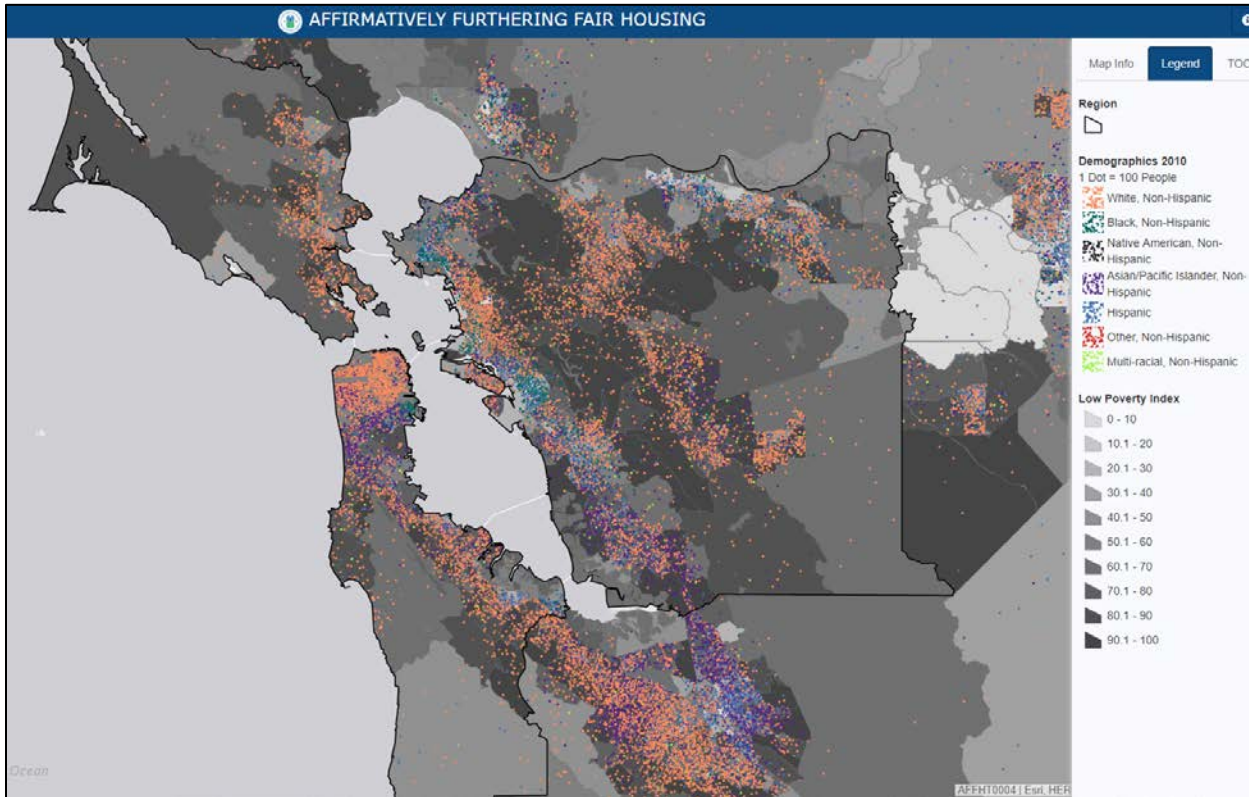 AFFIRMATIVELY FURTHERING FAIR HOUSING
Map Info
Legend
TOC
Region
Demographics 2010
1 Dot = 100 People
White, Non-Hispanic
Black, Non-Hispanic
Native American, Non-
Hispanic
Asian/Pacific Islander, Non-
Hispanic
Hispanic
Other, Non-Hispanic
Multi-racial, Non-Hispanic
Low Poverty Index
0 - 10
10.1 - 20
20.1 - 30
30.1 - 40
40.1 - 50
50.1 - 60
60.1 - 70
70.1 - 80
80.1 - 90
90.1 - 100
Ocean
AFFHT0004 | Esri, HER